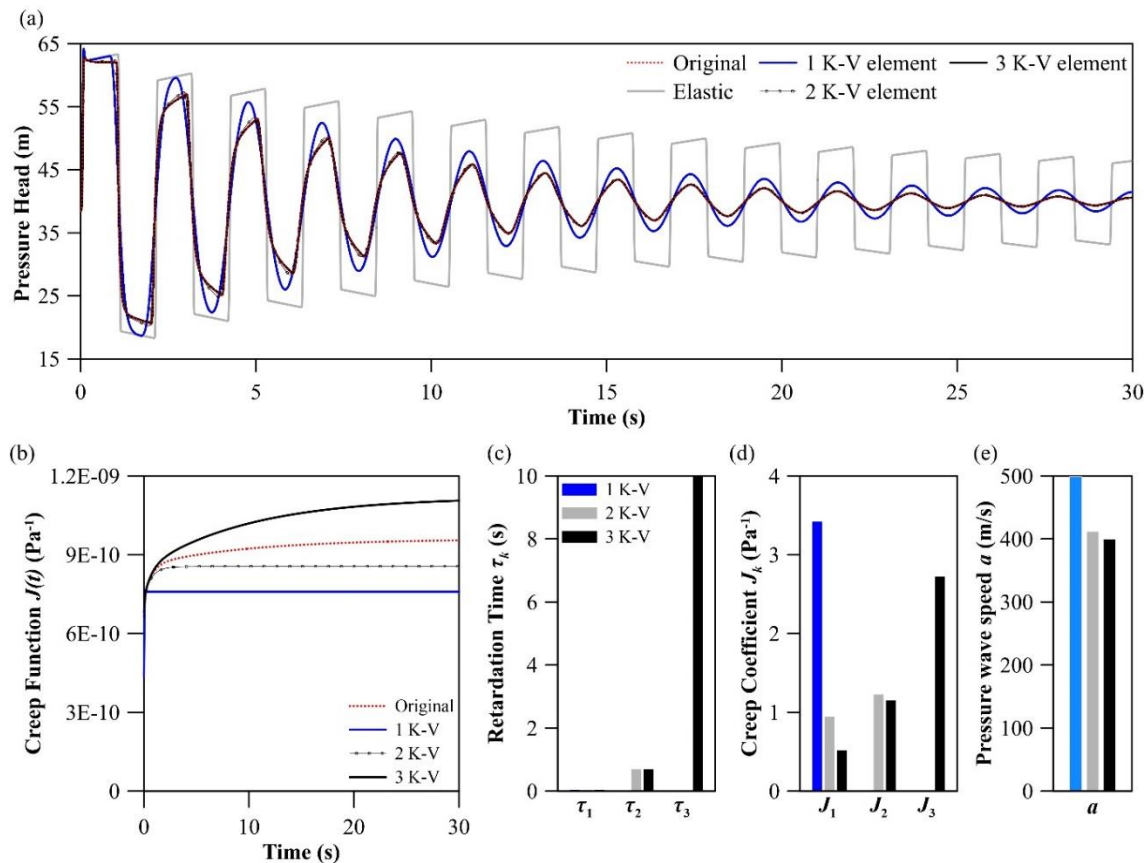 (a)
65
55
45
35
25
15
Pressure Head (m)
Original 1 K-V element 3 K-V element
Elastic 2 K-V element
0 5 10 15 20 25 30
Time (s)
(b)
1.2E-09
9E-10
6E-10
3E-10
0
Creep Function J(t) (Pa⁻¹)
Original
1 K-V
2 K-V
3 K-V
0 30
Time (s)
(c)
10
8
6
4
2
0
Retardation Time τk (s)
1 K-V
2 K-V
3 K-V
τ1 τ2 τ3
(d)
4
3
2
1
0
Creep Coefficient Jk (Pa⁻¹)
J1 J2 J3
(e)
500
400
300
200
100
0
Pressure wave speed a (m/s)
a